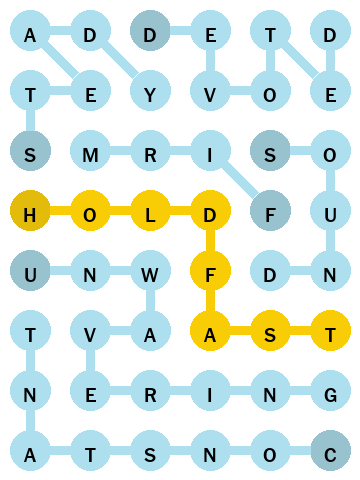 A D D E T D
T E Y V O E
S M R I S O
H O L D F U
U N W F D N
T V A A S T
N E R I N G
A T S N O C